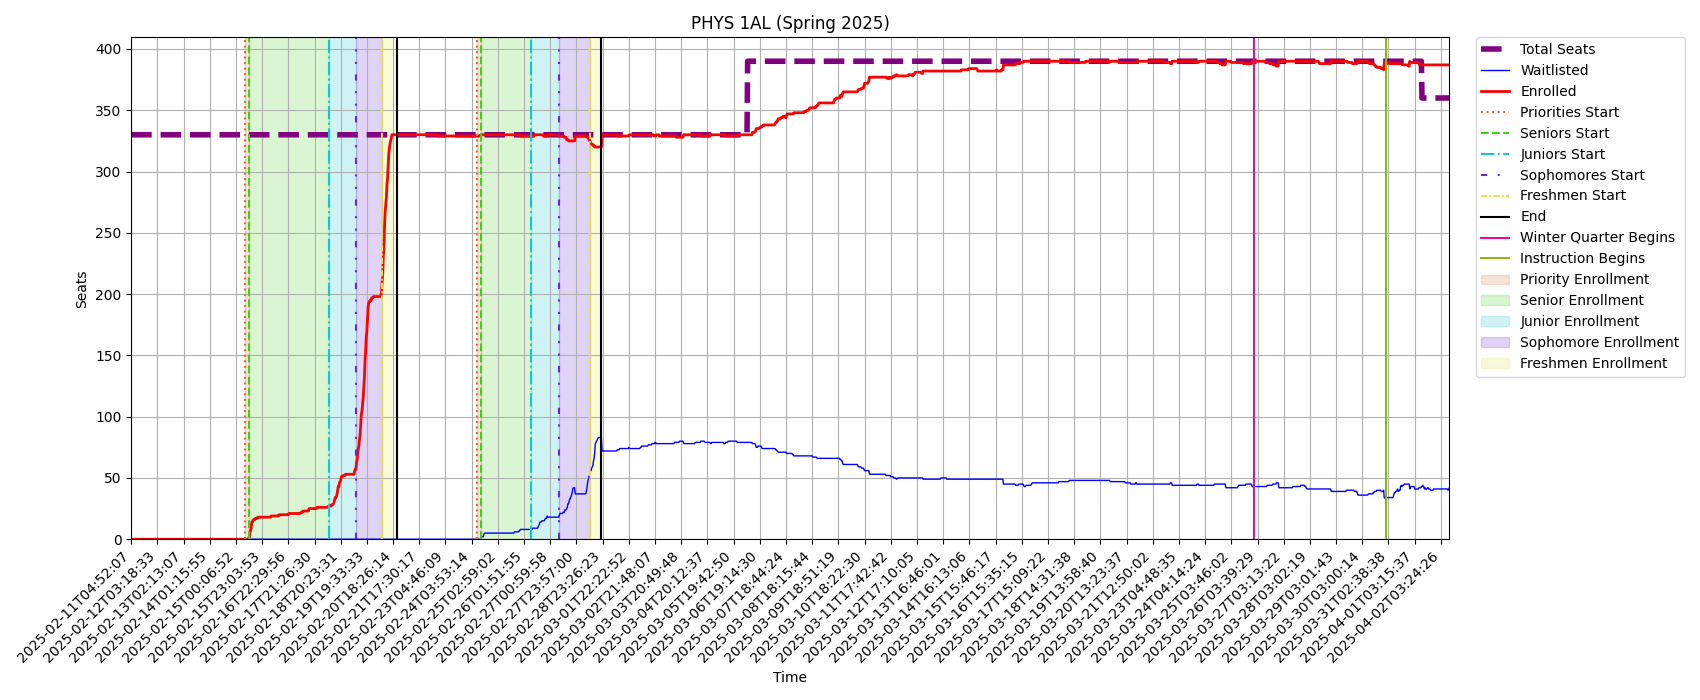 PHYS 1AL (Spring 2025)
400
350
300
250
200
150
100
50
0
Seats
2025-02-11T04:52:07
2025-02-12T03:18:33
2025-02-13T02:13:07
2025-02-14T01:15:55
2025-02-15T00:06:52
2025-02-15T23:03:53
2025-02-16T22:29:56
2025-02-17T21:26:30
2025-02-18T20:23:31
2025-02-19T19:33:33
2025-02-20T18:26:14
2025-02-21T17:30:17
2025-02-23T04:46:09
2025-02-24T03:53:14
2025-02-25T02:59:02
2025-02-26T01:51:55
2025-02-27T00:59:58
2025-02-27T23:57:00
2025-02-28T23:26:23
2025-03-01T22:22:52
2025-03-02T21:48:07
2025-03-03T20:49:48
2025-03-04T20:12:37
2025-03-05T19:42:50
2025-03-06T19:14:30
2025-03-07T18:44:24
2025-03-08T18:15:44
2025-03-09T18:51:19
2025-03-10T18:22:30
2025-03-11T17:42:42
2025-03-12T17:10:05
2025-03-13T16:46:01
2025-03-14T16:13:06
2025-03-15T15:46:17
2025-03-16T15:35:15
2025-03-17T15:09:22
2025-03-18T14:31:38
2025-03-19T13:58:40
2025-03-20T13:23:37
2025-03-21T12:50:02
2025-03-23T04:48:35
2025-03-24T04:14:24
2025-03-25T03:46:02
2025-03-26T03:39:29
2025-03-27T03:13:22
2025-03-28T03:02:19
2025-03-29T03:01:43
2025-03-30T03:00:14
2025-03-31T02:38:38
2025-04-01T03:15:37
2025-04-02T03:24:26
Time
Total Seats
Waitlisted
Enrolled
Priorities Start
Seniors Start
Juniors Start
Sophomores Start
Freshmen Start
End
Winter Quarter Begins
Instruction Begins
Priority Enrollment
Senior Enrollment
Junior Enrollment
Sophomore Enrollment
Freshmen Enrollment